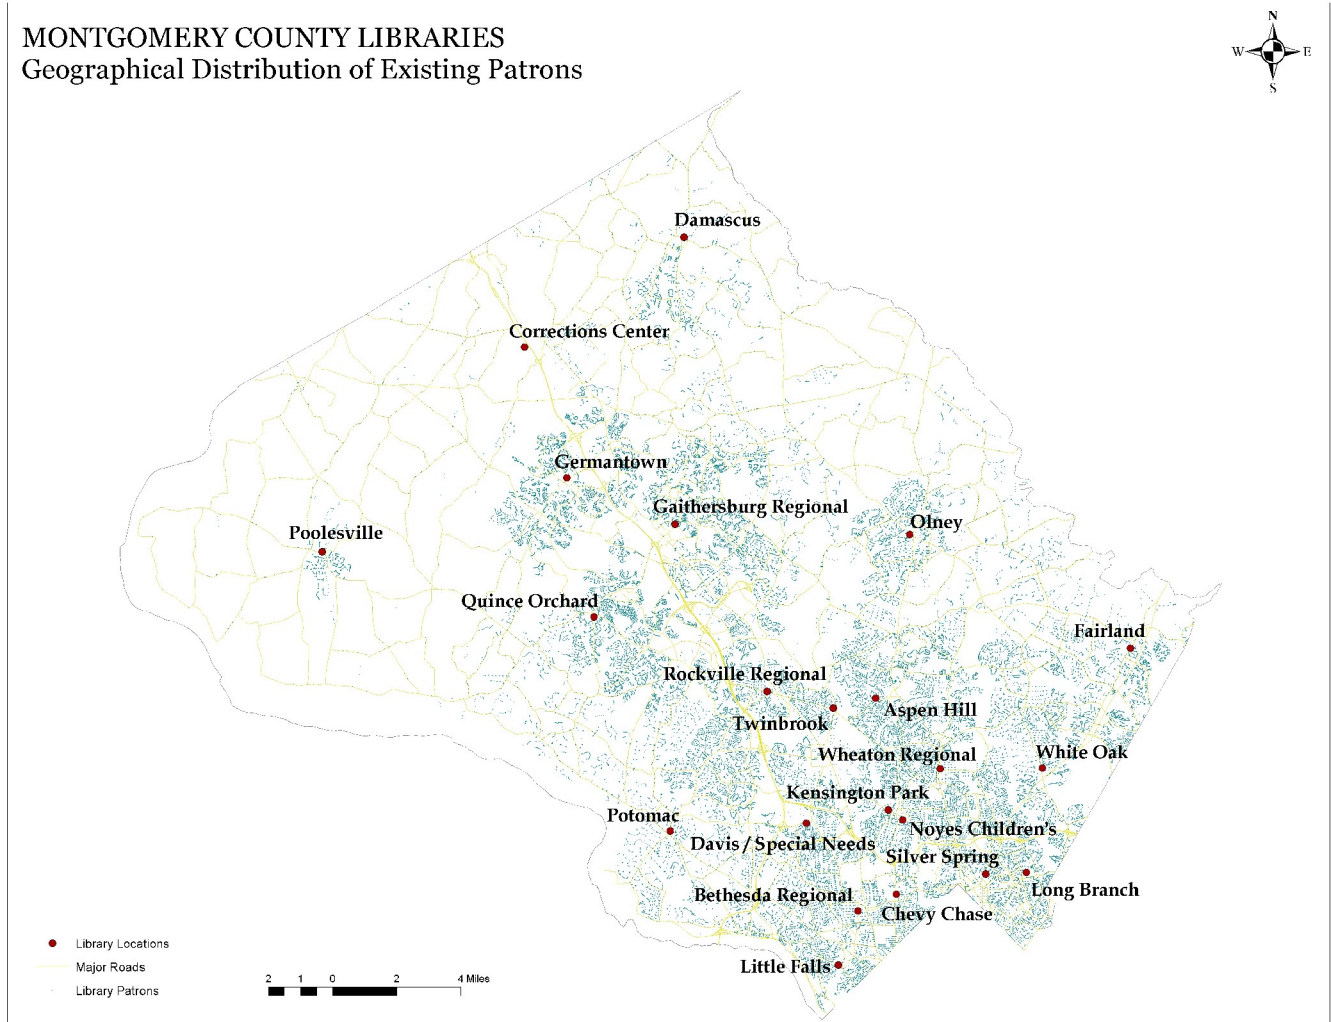 MONTGOMERY COUNTY LIBRARIES
Geographical Distribution of Existing Patrons
N
W E
S
Damascus
Corrections Center
Germantown
Gaithersburg Regional
Olney
Poolesville
Quince Orchard
Fairland
Rockville Regional
Aspen Hill
Twinbrook
Wheaton Regional
White Oak
Kensington Park
Potomac
Noyes Children's
Davis / Special Needs
Silver Spring
Long Branch
Bethesda Regional
Chevy Chase
Little Falls
Library Locations
Major Roads
Library Patrons
2 1 0 2 4 Miles